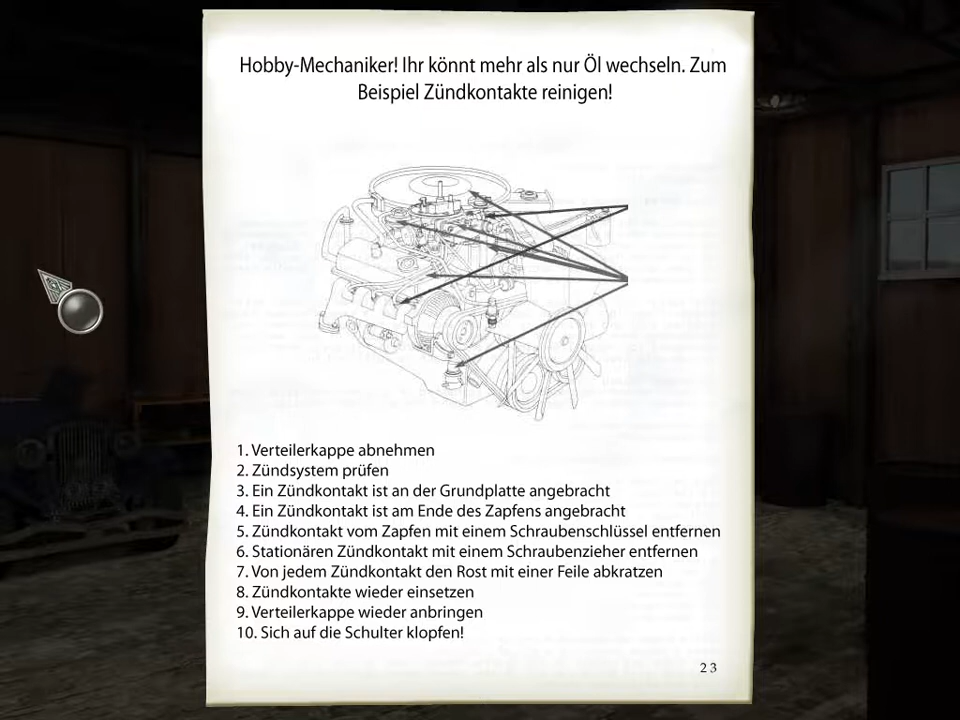 Hobby-Mechaniker! Ihr könnt mehr als nur Öl wechseln. Zum
Beispiel Zündkontakte reinigen!
1. Verteilerkappe abnehmen
2. Zündsystem prüfen
3. Ein Zündkontakt ist an der Grundplatte angebracht
4. Ein Zündkontakt ist am Ende des Zapfens angebracht
5. Zündkontakt vom Zapfen mit einem Schraubenschlüssel entfernen
6. Stationären Zündkontakt mit einem Schraubenzieher entfernen
7. Von jedem Zündkontakt den Rost mit einer Feile abkratzen
8. Zündkontakte wieder einsetzen
9. Verteilerkappe wieder anbringen
10. Sich auf die Schulter klopfen!
23